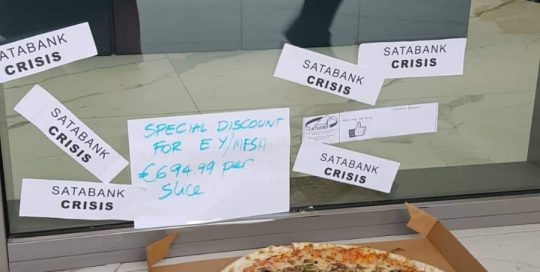 SATABANK
CRISIS
SATABANK
CRISIS
SATABANK
CRISIS
SATABANK
CRISIS
SPECIAL DISCOUNT
FOR EY/MFSA
€694.99 per
SLICE
SATABANK
CRISIS
SATABANK
CRISIS